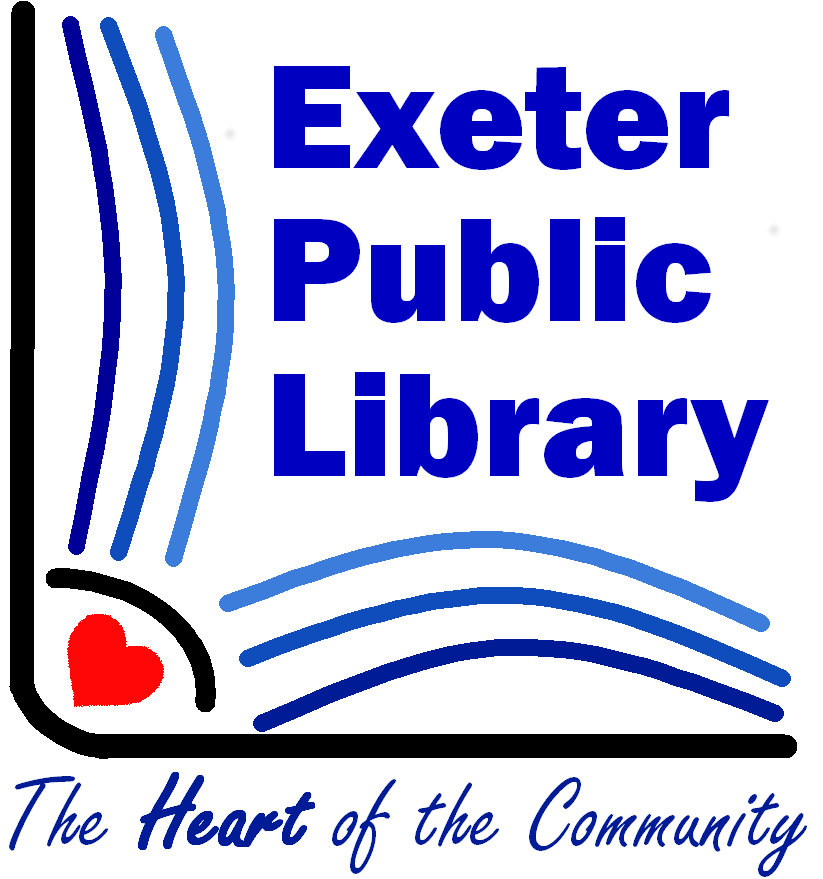 Exeter
Public
Library
The Heart of the Community